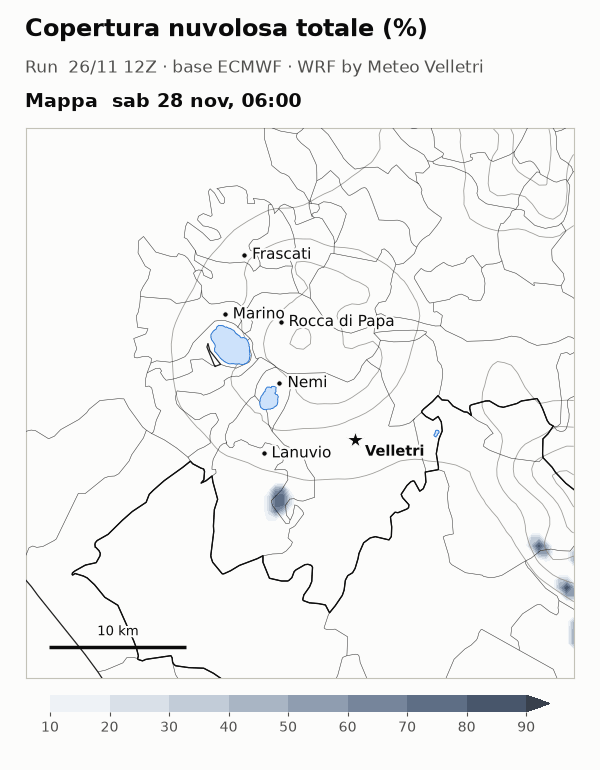 Copertura nuvolosa totale (%)
Run  26/11 12Z · base ECMWF · WRF by Meteo Velletri
Mappa  sab 28 nov, 06:00
Frascati
Marino
Rocca di Papa
Nemi
Velletri
Lanuvio
10 km
10 20 30 40 50 60 70 80 90